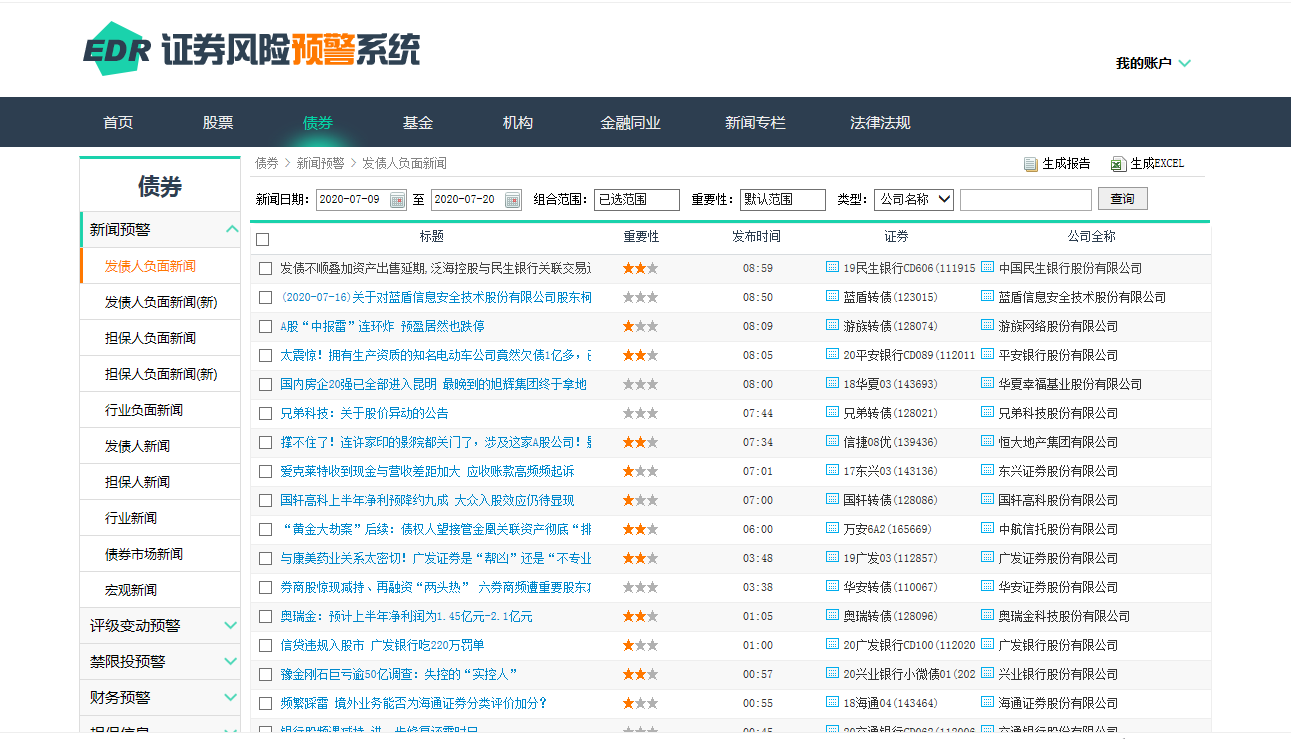 EDR 证券风险预警系统
我的账户
首页 股票 债券 基金 机构 金融同业 新闻专栏 法律法规
债券
新闻预警
发债人负面新闻
发债人负面新闻(新)
担保人负面新闻
担保人负面新闻(新)
行业负面新闻
发债人新闻
担保人新闻
行业新闻
债券市场新闻
宏观新闻
评级变动预警
禁限投预警
财务预警
担保信息
债券 > 新闻预警 > 发债人负面新闻
生成报告 生成EXCEL
新闻日期: 2020-07-09 至 2020-07-20 组合范围: 已选范围 重要性: 默认范围 类型: 公司名称 查询
标题 重要性 发布时间 证券 公司全称
发债不顺叠加资产出售延期,泛海控股与民生银行关联交易 08:59 19民生银行CD606(111915 中国民生银行股份有限公司
(2020-07-16)关于对蓝盾信息安全技术股份有限公司股东柯 08:50 蓝盾转债(123015) 蓝盾信息安全技术股份有限公司
A股“中报雷”连环炸 预盈居然也跌停 08:09 游族转债(128074) 游族网络股份有限公司
太震惊！拥有生产资质的知名电动车公司竟然欠债1亿多， 08:05 20平安银行CD089(112011 平安银行股份有限公司
国内房企20强已全部进入昆明 最晚到的旭辉集团终于拿地 08:00 18华夏03(143693) 华夏幸福基业股份有限公司
兄弟科技：关于股价异动的公告 07:44 兄弟转债(128021) 兄弟科技股份有限公司
撑不住了！连许家印的影院都关门了，涉及这家A股公司！ 07:34 信捷08优(139436) 恒大地产集团有限公司
爱克莱特收到现金与营收差距加大 应收账款高频频起诉 07:01 17东兴03(143136) 东兴证券股份有限公司
国轩高科上半年净利预降约九成 大众入股效应仍待显现 07:00 国轩转债(128086) 国轩高科股份有限公司
“黄金大劫案”后续：债权人望接管金凰关联资产彻底“排 06:00 万安6A2(165669) 中航信托股份有限公司
与康美药业关系太密切！广发证券是“帮凶”还是“不专业 03:48 19广发03(112857) 广发证券股份有限公司
券商股惊现减持、再融资“两头热” 六券商频遭重要股东 03:38 华安转债(110067) 华安证券股份有限公司
奥瑞金：预计上半年净利润为1.45亿元-2.1亿元 01:05 奥瑞转债(128096) 奥瑞金科技股份有限公司
信贷违规入股市 广发银行吃220万罚单 01:00 20广发银行CD100(112020 广发银行股份有限公司
豫金刚石巨亏逾50亿调查：失控的“实控人” 00:57 20兴业银行小微债01(202 兴业银行股份有限公司
频繁踩雷 境外业务能否为海通证券分类评价加分？ 00:55 18海通04(143464) 海通证券股份有限公司